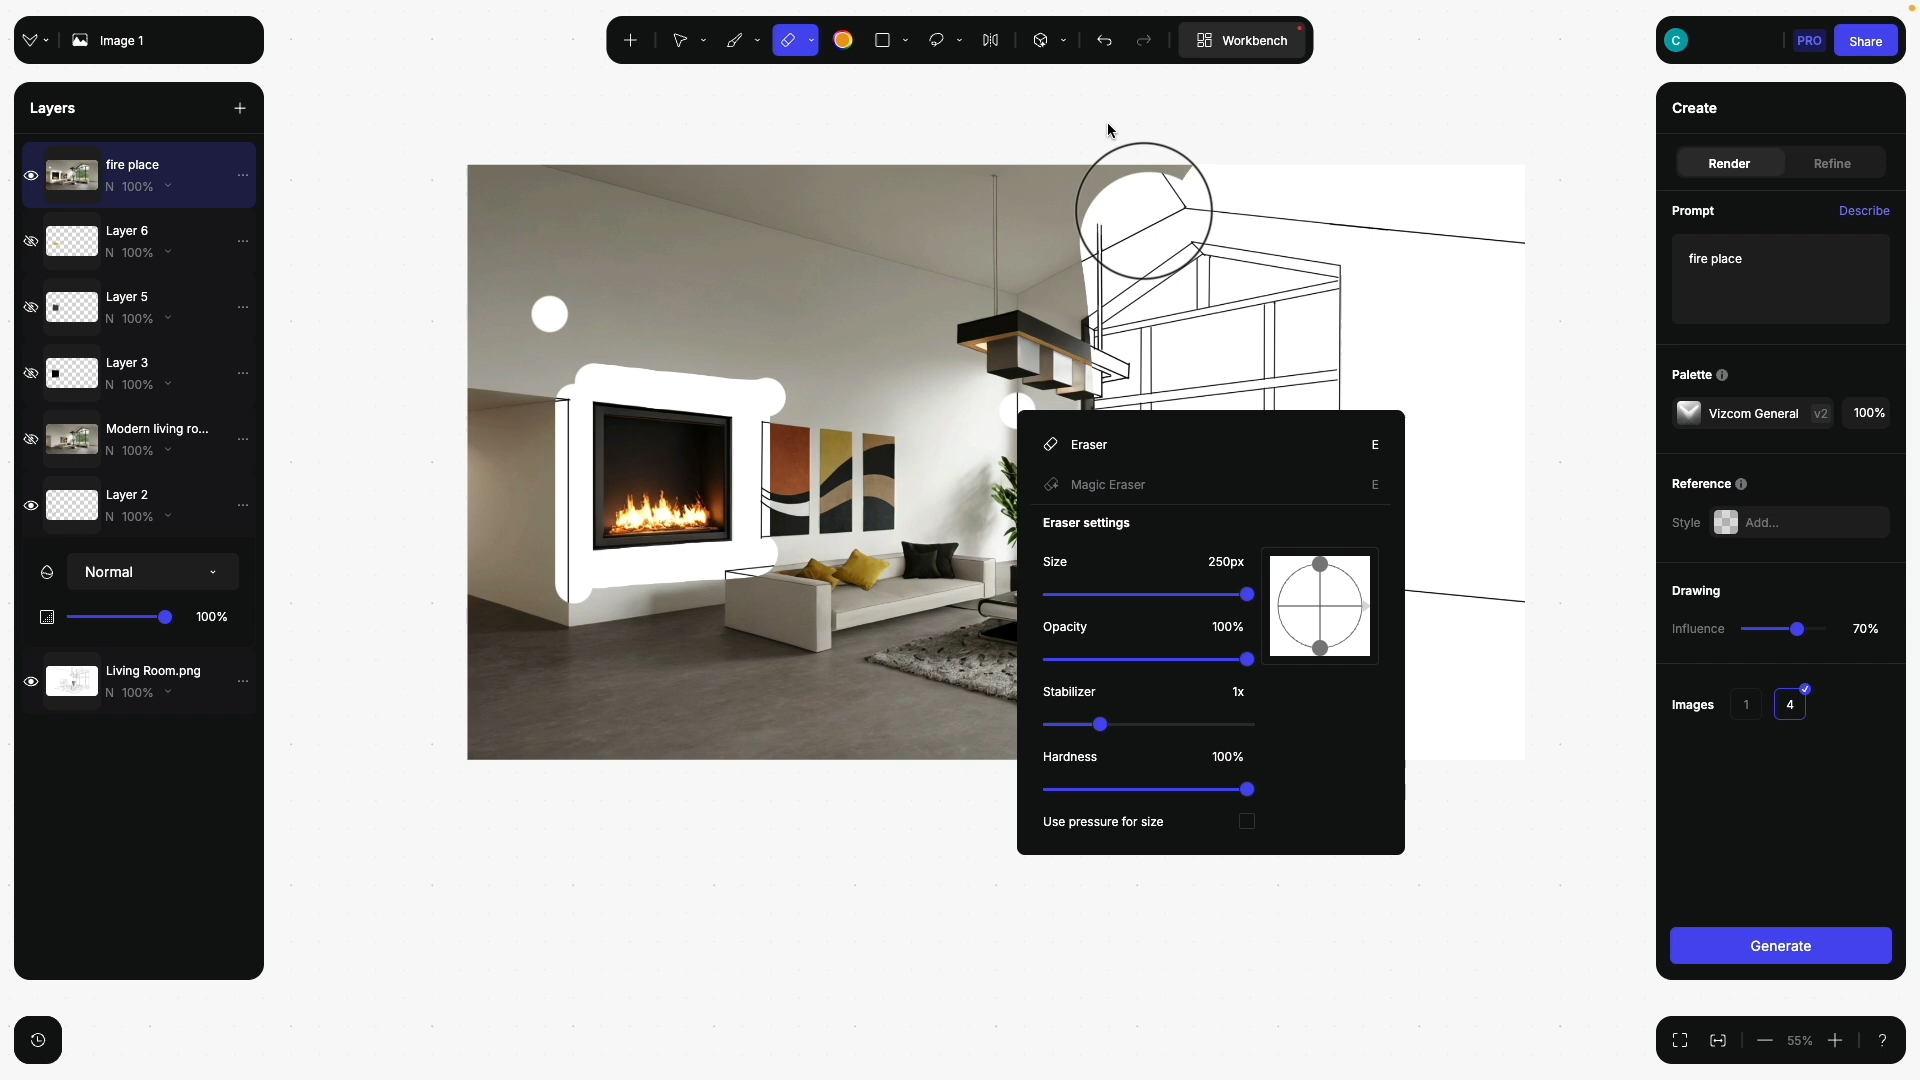 Image 1
Workbench
C
PRO
Share
Layers
fire place
N 100%
Layer 6
N 100%
Layer 5
N 100%
Layer 3
N 100%
Modern living ro...
N 100%
Layer 2
N 100%
Normal
100%
Living Room.png
N 100%
Eraser E
Magic Eraser E
Eraser settings
Size 250px
Opacity 100%
Stabilizer 1x
Hardness 100%
Use pressure for size
Create
Render Refine
Prompt Describe
fire place
Palette
Vizcom General v2 100%
Reference
Style Add...
Drawing
Influence 70%
Images 1 4
Generate
55% ?